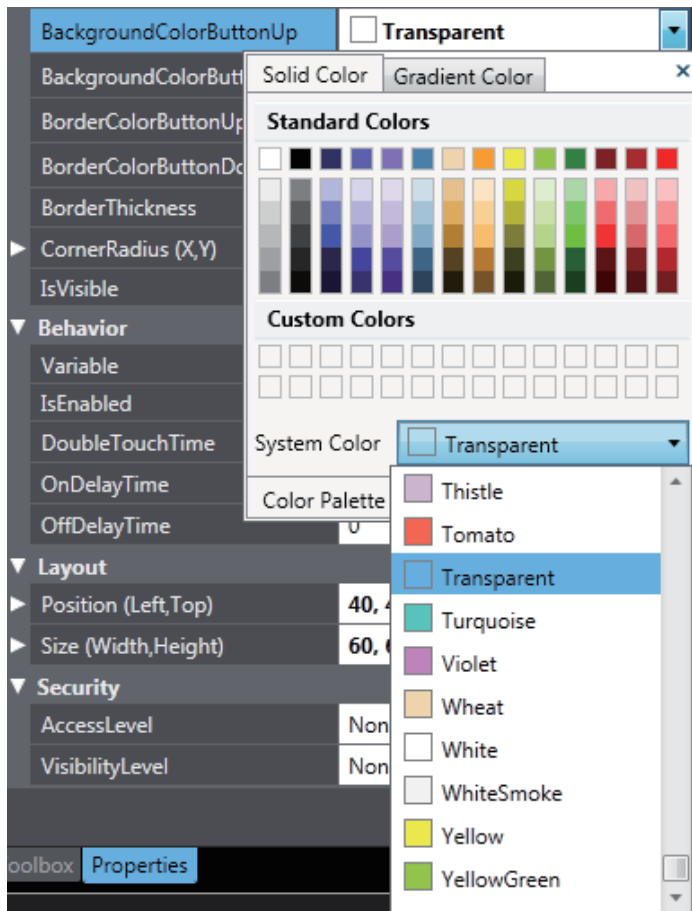 BackgroundColorButtonUp Transparent
BackgroundColorButt Solid Color Gradient Color
BorderColorButtonUp Standard Colors
BorderColorButtonDo
BorderThickness
CornerRadius (X,Y)
IsVisible
Custom Colors
Behavior
Variable
IsEnabled
DoubleTouchTime System Color Transparent
OnDelayTime Thistle
Color Palette
OffDelayTime 0 Tomato
Layout Transparent
Position (Left,Top) 40, Turquoise
Size (Width,Height) 60, Violet
Security Wheat
AccessLevel Non White
VisibilityLevel Non WhiteSmoke
Yellow
oolbox Properties YellowGreen